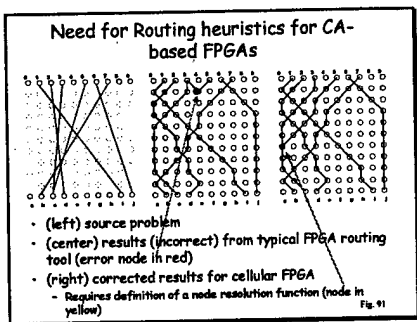 Need for Routing heuristics for CA-
based FPGAs
• (left) source problem
• (center) results (incorrect) from typical FPGA routing
tool (error node in red)
• (right) corrected results for cellular FPGA
– Requires definition of a node resolution function (node in
yellow)
Fig. 91